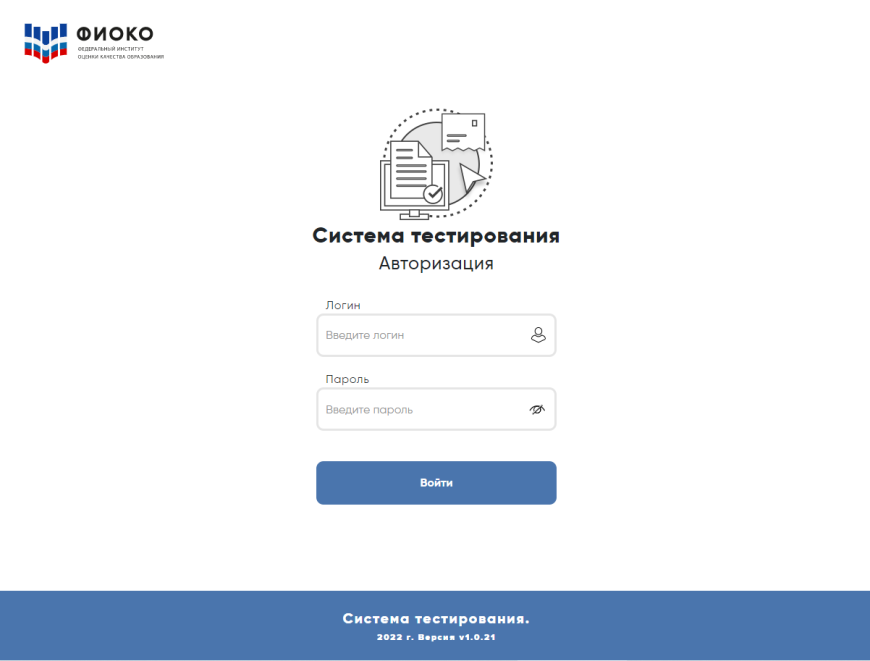 ФИОКО
ФЕДЕРАЛЬНЫЙ ИНСТИТУТ
ОЦЕНКИ КАЧЕСТВА ОБРАЗОВАНИЯ
Система тестирования
Авторизация
Логин
Введите логин
Пароль
Введите пароль
Войти
Система тестирования.
2022 г. Версия v1.0.21